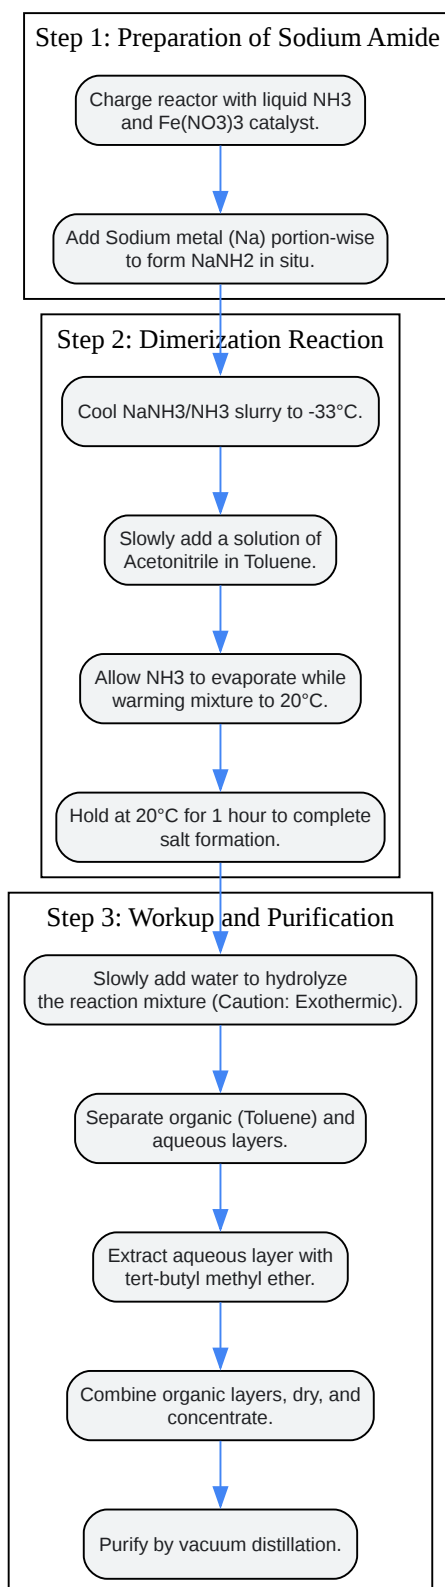 Step 1: Preparation of Sodium Amide
Charge reactor with liquid NH3
and Fe(NO3)3 catalyst.
Add Sodium metal (Na) portion-wise
to form NaNH2 in situ.
Step 2: Dimerization Reaction
Cool NaNH3/NH3 slurry to -33°C.
Slowly add a solution of
Acetonitrile in Toluene.
Allow NH3 to evaporate while
warming mixture to 20°C.
Hold at 20°C for 1 hour to complete
salt formation.
Step 3: Workup and Purification
Slowly add water to hydrolyze
the reaction mixture (Caution: Exothermic).
Separate organic (Toluene) and
aqueous layers.
Extract aqueous layer with
tert-butyl methyl ether.
Combine organic layers, dry, and
concentrate.
Purify by vacuum distillation.